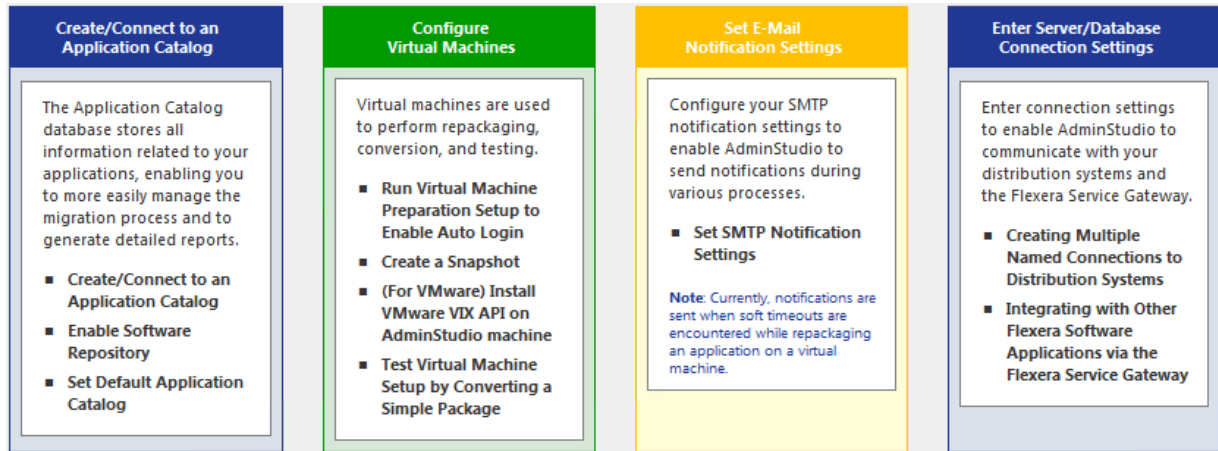 Create/Connect to an
Application Catalog
The Application Catalog
database stores all
information related to your
applications, enabling you
to more easily manage the
migration process and to
generate detailed reports.
■ Create/Connect to an
Application Catalog
■ Enable Software
Repository
■ Set Default Application
Catalog
Configure
Virtual Machines
Virtual machines are used
to perform repackaging,
conversion, and testing.
■ Run Virtual Machine
Preparation Setup to
Enable Auto Login
■ Create a Snapshot
■ (For VMware) Install
VMware VIX API on
AdminStudio machine
■ Test Virtual Machine
Setup by Converting a
Simple Package
Set E-Mail
Notification Settings
Configure your SMTP
notification settings to
enable AdminStudio to
send notifications during
various processes.
■ Set SMTP Notification
Settings
Note: Currently, notifications are
sent when soft timeouts are
encountered while repackaging
an application on a virtual
machine.
Enter Server/Database
Connection Settings
Enter connection settings
to enable AdminStudio to
communicate with your
distribution systems and
the Flexera Service Gateway.
■ Creating Multiple
Named Connections to
Distribution Systems
■ Integrating with Other
Flexera Software
Applications via the
Flexera Service Gateway